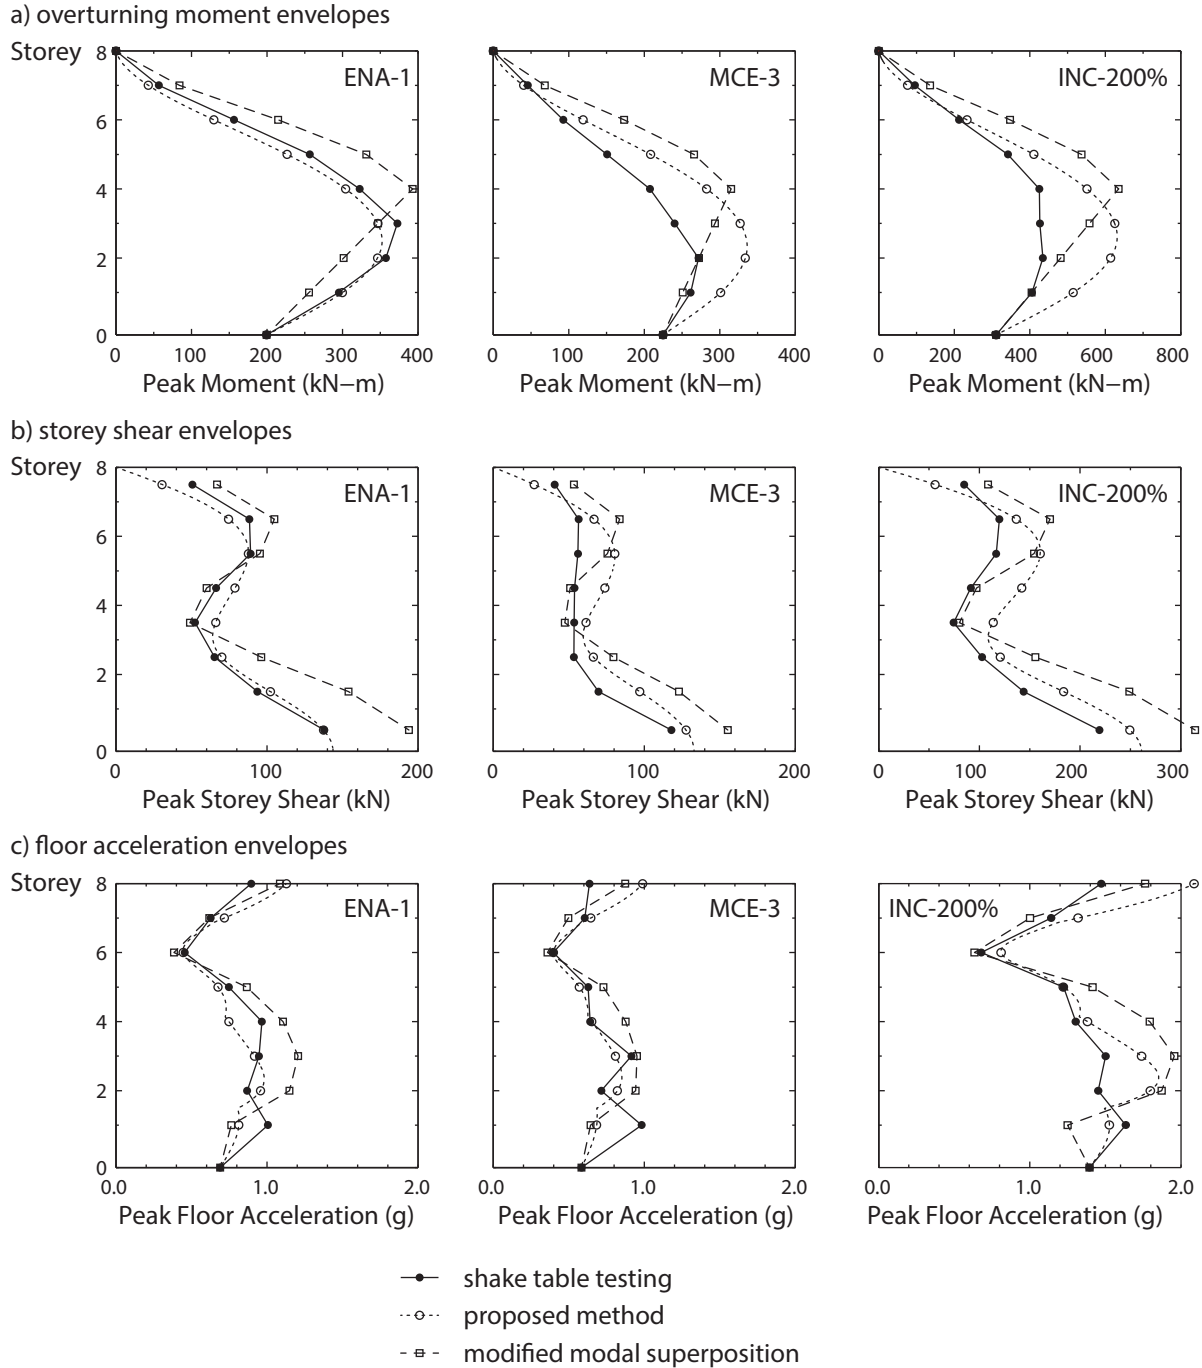 a) overturning moment envelopes
Storey
8
6
4
2
0
ENA-1
MCE-3
INC-200%
0 100 200 300 400
0 100 200 300 400
0 200 400 600 800
Peak Moment (kN−m) Peak Moment (kN−m) Peak Moment (kN−m)
b) storey shear envelopes
Storey
8
6
4
2
0
ENA-1
MCE-3
INC-200%
0 100 200
0 100 200
0 100 200 300
Peak Storey Shear (kN) Peak Storey Shear (kN) Peak Storey Shear (kN)
c) floor acceleration envelopes
Storey
8
6
4
2
0
ENA-1
MCE-3
INC-200%
0.0 1.0 2.0
0.0 1.0 2.0
0.0 1.0 2.0
Peak Floor Acceleration (g) Peak Floor Acceleration (g) Peak Floor Acceleration (g)
shake table testing
proposed method
modified modal superposition